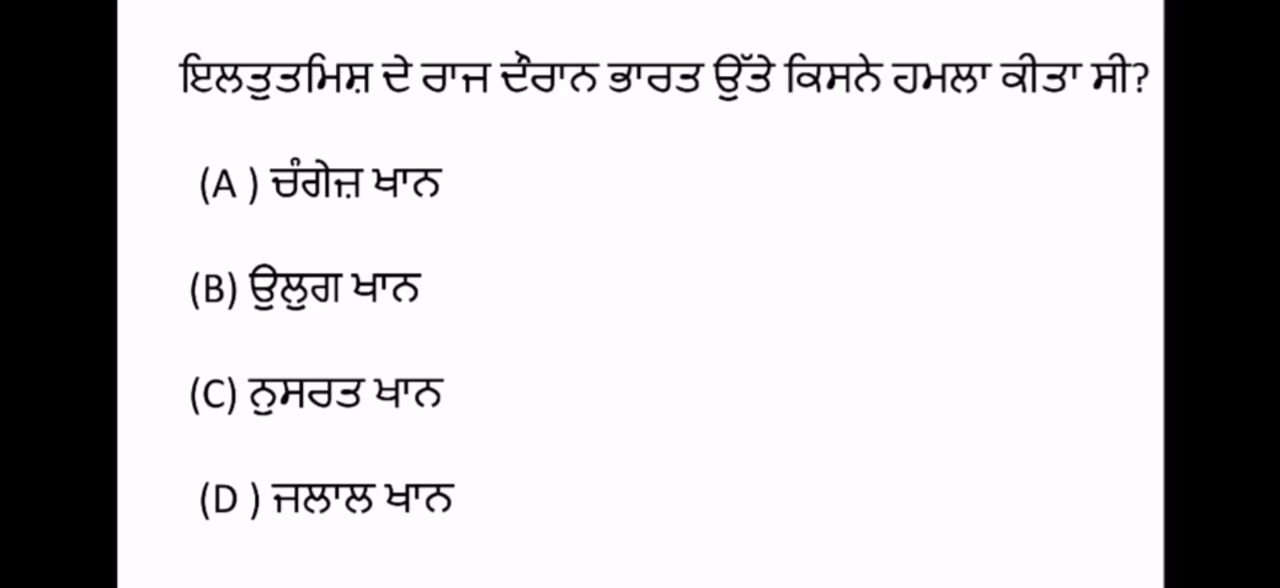 ਇਲਤੁਤਮਿਸ਼ ਦੇ ਰਾਜ ਦੌਰਾਨ ਭਾਰਤ ਉੱਤੇ ਕਿਸਨੇ ਹਮਲਾ ਕੀਤਾ ਸੀ?
(A ) ਚੰਗੇਜ਼ ਖਾਨ
(B) ਉਲੁਗ ਖਾਨ
(C) ਨੁਸਰਤ ਖਾਨ
(D ) ਜਲਾਲ ਖਾਨ